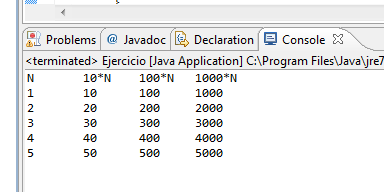 Problems @ Javadoc Declaration Console
<terminated> Ejercicio [Java Application] C:\Program Files\Java\jre7
N 10*N 100*N 1000*N
1 10 100 1000
2 20 200 2000
3 30 300 3000
4 40 400 4000
5 50 500 5000